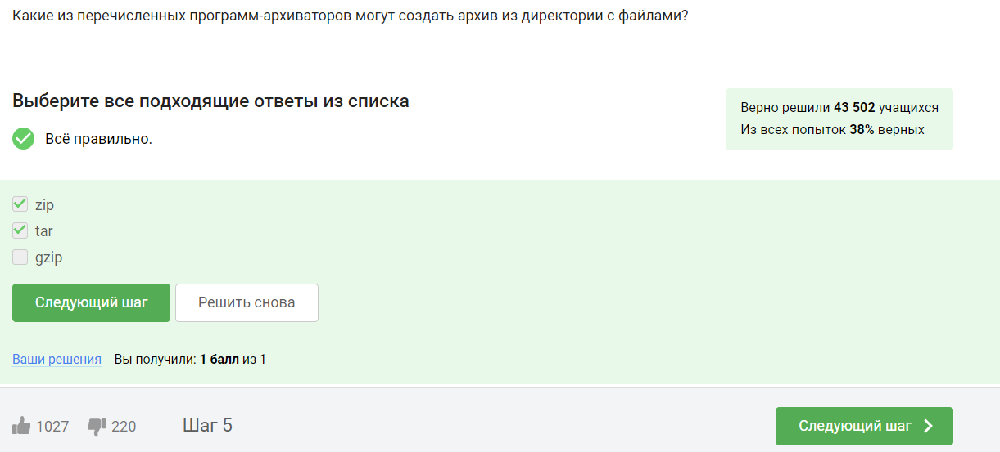 Какие из перечисленных программ-архиваторов могут создать архив из директории с файлами?
Выберите все подходящие ответы из списка
Всё правильно.
Верно решили 43 502 учащихся
Из всех попыток 38% верных
zip
tar
gzip
Следующий шаг
Решить снова
Ваши решения Вы получили: 1 балл из 1
1027 220 Шаг 5 Следующий шаг